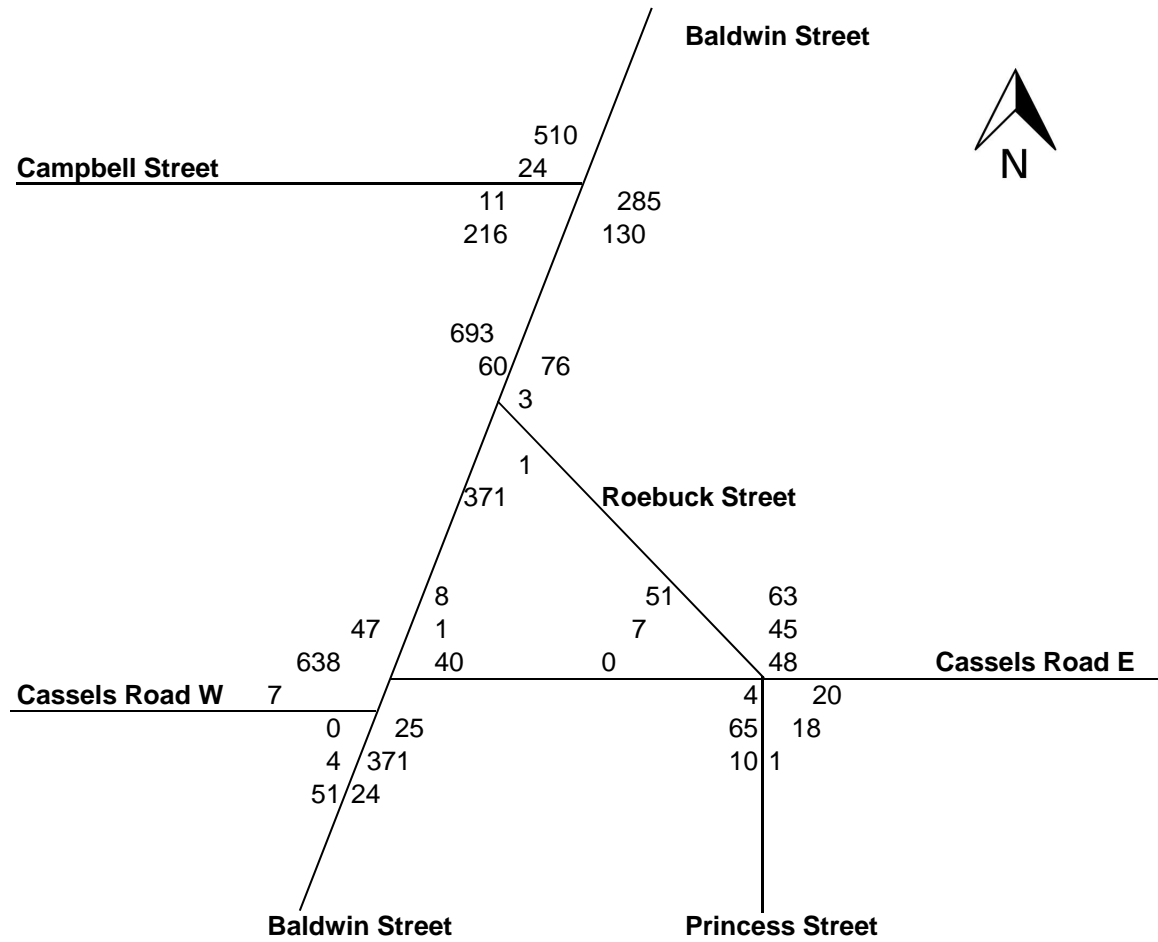 Baldwin Street
510
Campbell Street 24
11 285
216 130
N
693
60 76
3
1
371 Roebuck Street
8 51 63
47 1 7 45
638 40 0 48 Cassels Road E
Cassels Road W 7 4 20
0 25 65 18
4 371 10 1
51 24
Baldwin Street Princess Street